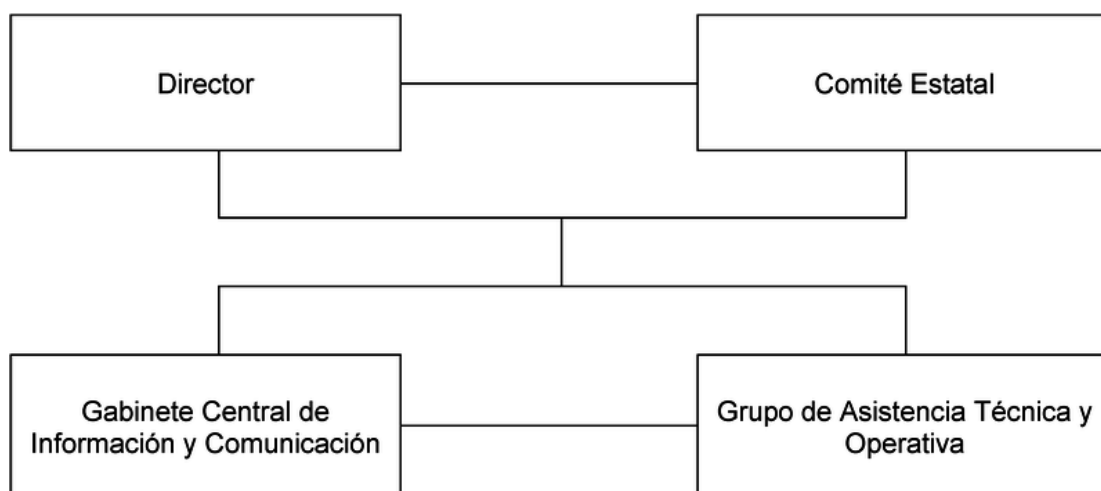 Director
Comité Estatal
Gabinete Central de
Información y Comunicación
Grupo de Asistencia Técnica y
Operativa